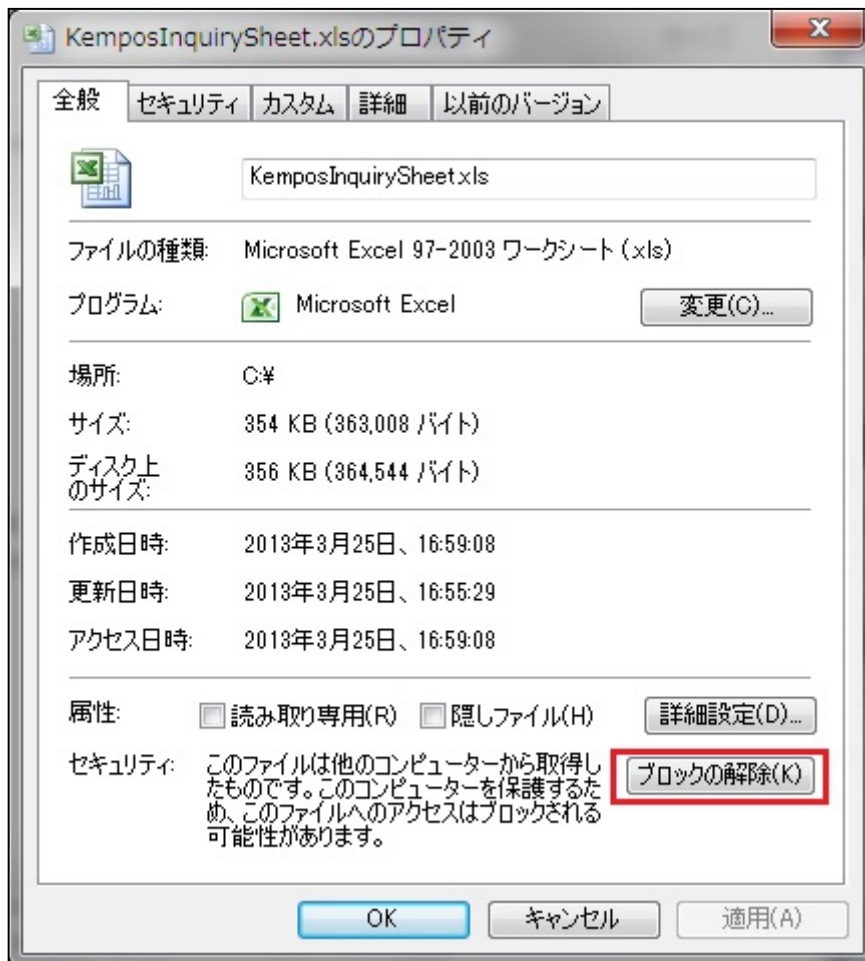 KemposInquirySheet.xlsのプロパティ
X
全般 セキュリティ カスタム 詳細 以前のバージョン
KemposInquirySheet.xls
ファイルの種類: Microsoft Excel 97-2003 ワークシート (.xls)
プログラム: Microsoft Excel 変更(C)...
場所: C:¥
サイズ: 354 KB (363,008 バイト)
ディスク上
のサイズ: 356 KB (364,544 バイト)
作成日時: 2013年3月25日、16:59:08
更新日時: 2013年3月25日、16:55:29
アクセス日時: 2013年3月25日、16:59:08
属性: 読み取り専用(R) 隠しファイル(H) 詳細設定(D)...
セキュリティ: このファイルは他のコンピューターから取得し
たものです。このコンピューターを保護するた
め、このファイルへのアクセスはブロックされる
可能性があります。
ブロックの解除(K)
OK キャンセル 適用(A)